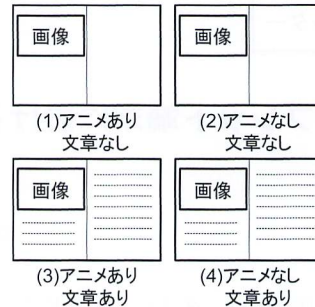 画像
画像
(1)アニメあり
文章なし
(2)アニメなし
文章なし
画像
画像
(3)アニメあり
文章あり
(4)アニメなし
文章あり